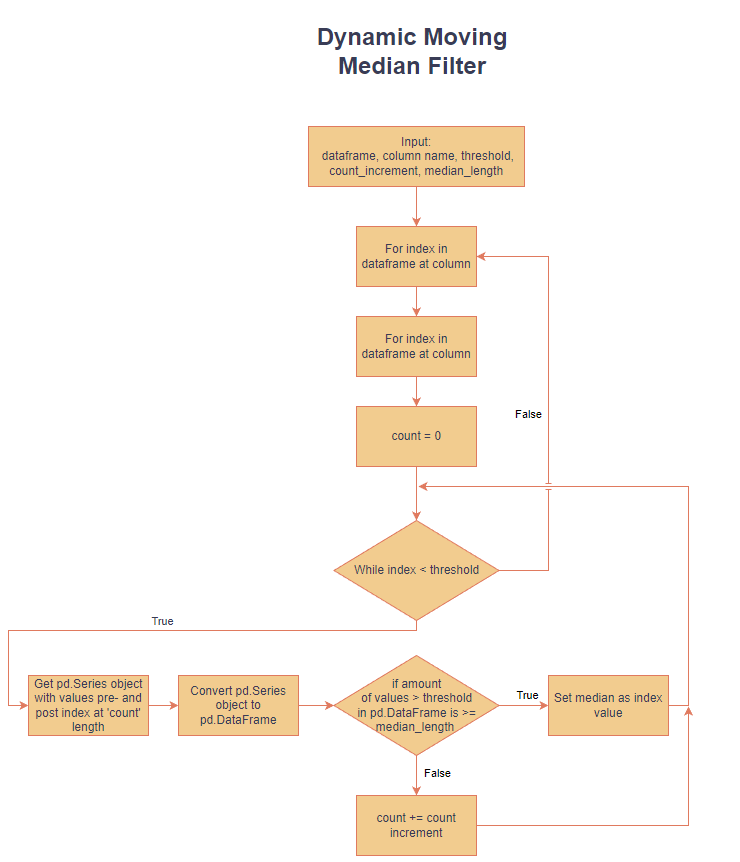 Dynamic Moving
Median Filter
Input:
dataframe, column name, threshold,
count_increment, median_length
For index in
dataframe at column
For index in
dataframe at column
False
count = 0
While index < threshold
True
Get pd.Series object
with values pre- and
post index at 'count'
length
Convert pd.Series
object to
pd.DataFrame
if amount
of values > threshold
in pd.DataFrame is >=
median_length
True
Set median as index
value
False
count += count
increment